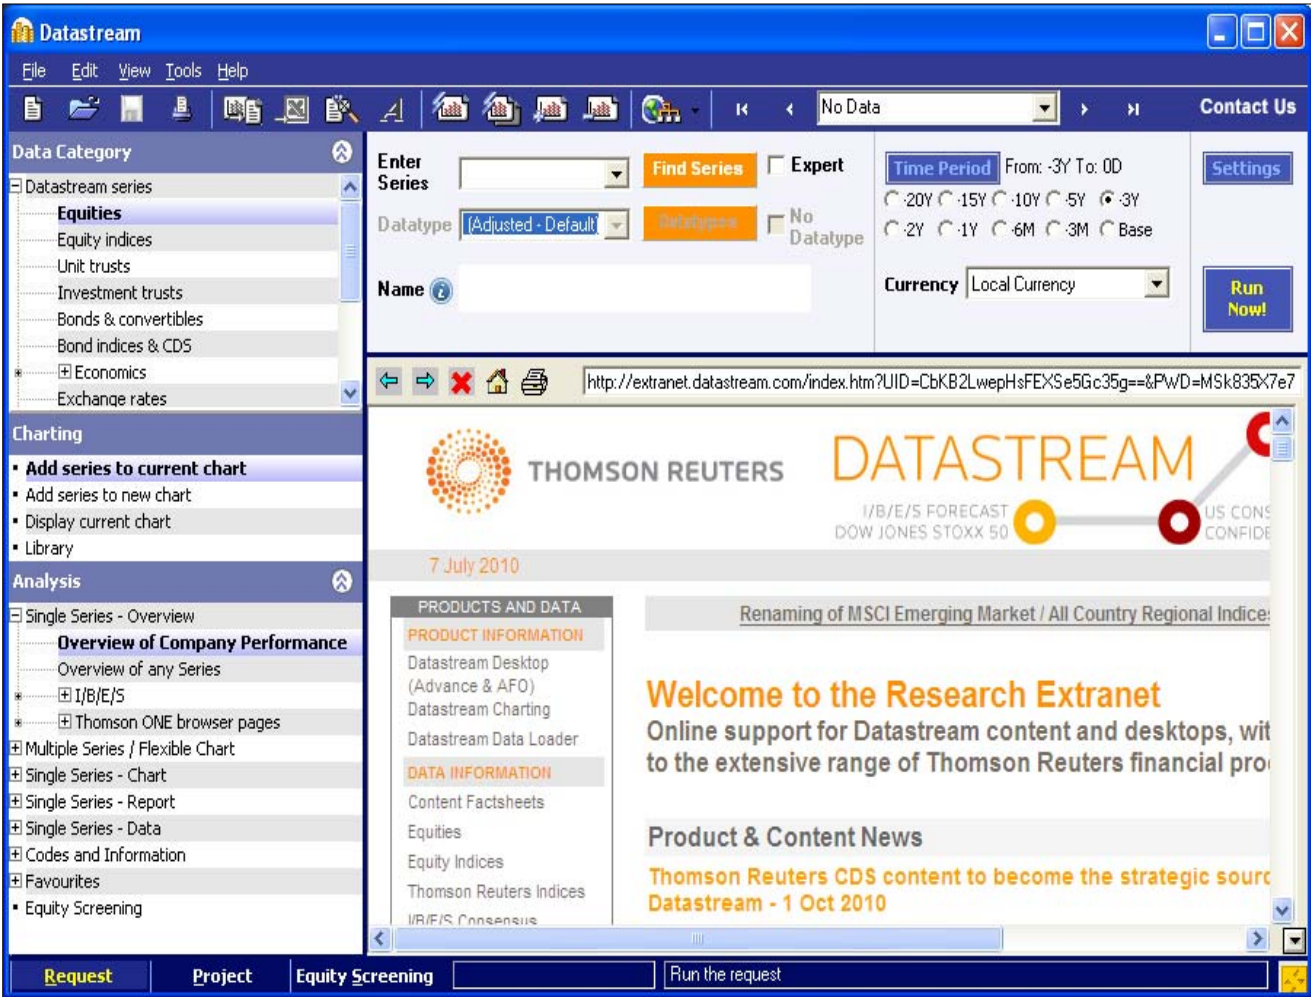 Datastream
File Edit View Tools Help
No Data
Contact Us
Data Category
Datastream series
Equities
Equity indices
Unit trusts
Investment trusts
Bonds & convertibles
Bond indices & CDS
Economics
Exchange rates
Charting
Add series to current chart
Add series to new chart
Display current chart
Library
Analysis
Single Series - Overview
Overview of Company Performance
Overview of any Series
I/B/E/S
Thomson ONE browser pages
Multiple Series / Flexible Chart
Single Series - Chart
Single Series - Report
Single Series - Data
Codes and Information
Favourites
Equity Screening
Enter
Series
Find Series
Expert
Datatype
(Adjusted - Default)
Datatypes
No
Datatype
Name
Time Period From: -3Y To: 0D
-20Y -15Y -10Y -5Y -3Y
-2Y -1Y -6M -3M Base
Currency Local Currency
Settings
Run
Now!
http://extranet.datastream.com/index.htm?UID=CbKB2LwepHsFEXSe5Gc35g==&PWD=MSk835X7e7
THOMSON REUTERS
DATASTREAM
I/B/E/S FORECAST
DOW JONES STOXX 50
US CONS
CONFIDE
7 July 2010
PRODUCTS AND DATA
PRODUCT INFORMATION
Datastream Desktop
(Advance & AFO)
Datastream Charting
Datastream Data Loader
DATA INFORMATION
Content Factsheets
Equities
Equity Indices
Thomson Reuters Indices
I/B/E/S Consensus
Renaming of MSCI Emerging Market / All Country Regional Indices
Welcome to the Research Extranet
Online support for Datastream content and desktops, wit
to the extensive range of Thomson Reuters financial pro
Product & Content News
Thomson Reuters CDS content to become the strategic sourc
Datastream - 1 Oct 2010
Request Project Equity Screening Run the request